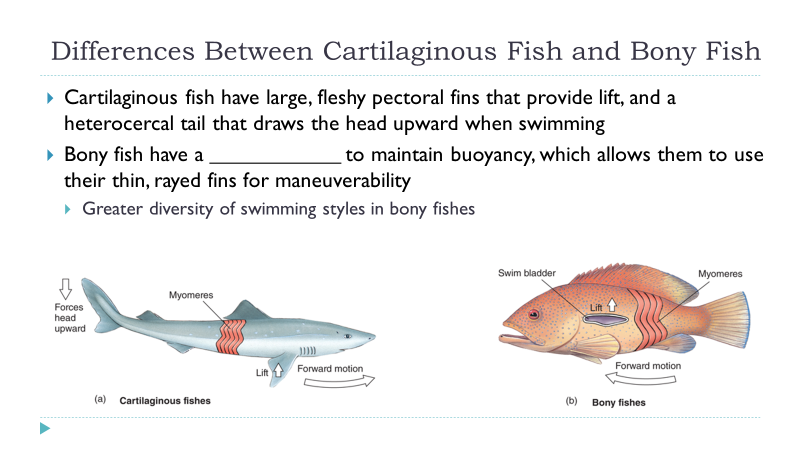 Differences Between Cartilaginous Fish and Bony Fish
Cartilaginous fish have large, fleshy pectoral fins that provide lift, and a
heterocercal tail that draws the head upward when swimming
Bony fish have a ____________ to maintain buoyancy, which allows them to use
their thin, rayed fins for maneuverability
Greater diversity of swimming styles in bony fishes
Forces
head
upward
Myomeres
Lift
Forward motion
(a) Cartilaginous fishes
Swim bladder
Myomeres
Lift
Forward motion
(b) Bony fishes